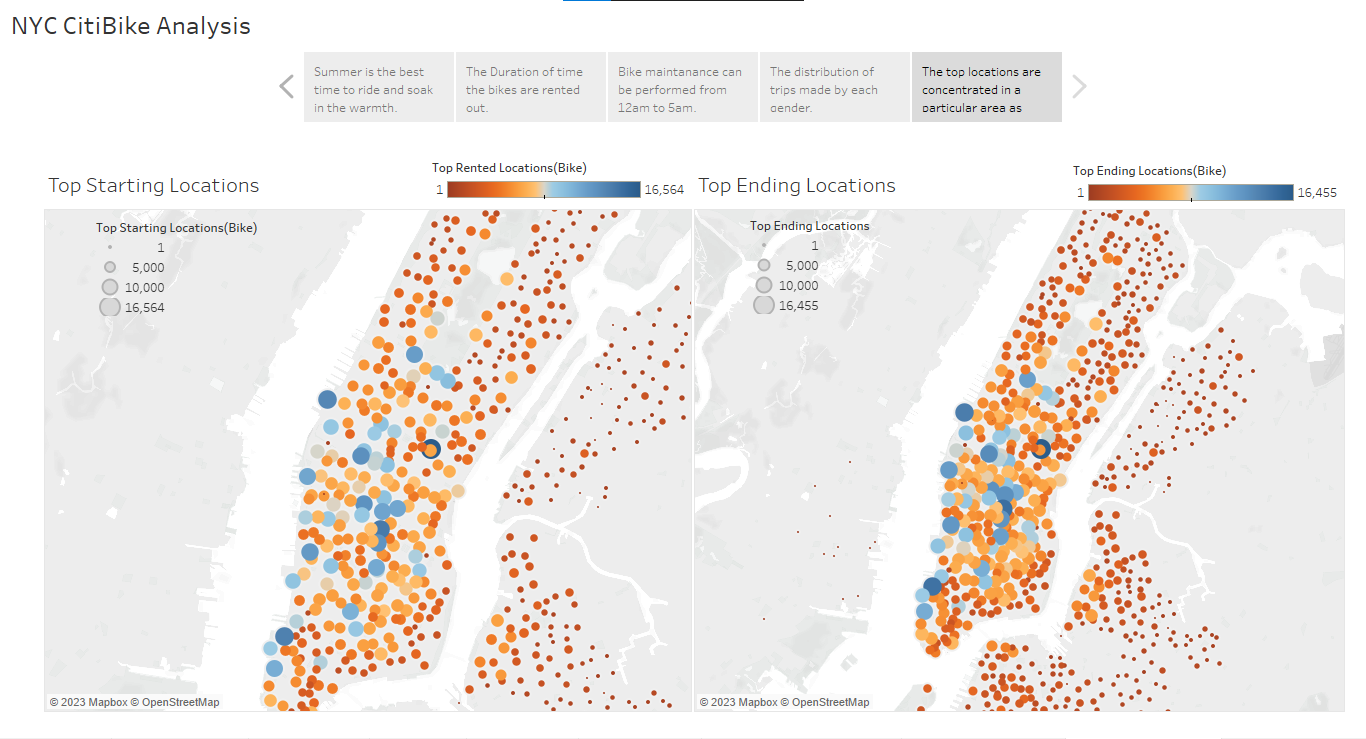 NYC CitiBike Analysis
Summer is the best
time to ride and soak
in the warmth.
The Duration of time
the bikes are rented
out.
Bike maintanance can
be performed from
12am to 5am.
The distribution of
trips made by each
gender.
The top locations are
concentrated in a
particular area as
Top Starting Locations
Top Rented Locations(Bike)
1
16,564
Top Starting Locations(Bike)
1
5,000
10,000
16,564
© 2023 Mapbox © OpenStreetMap
Top Ending Locations
Top Ending Locations(Bike)
1
16,455
Top Ending Locations
1
5,000
10,000
16,455
© 2023 Mapbox © OpenStreetMap